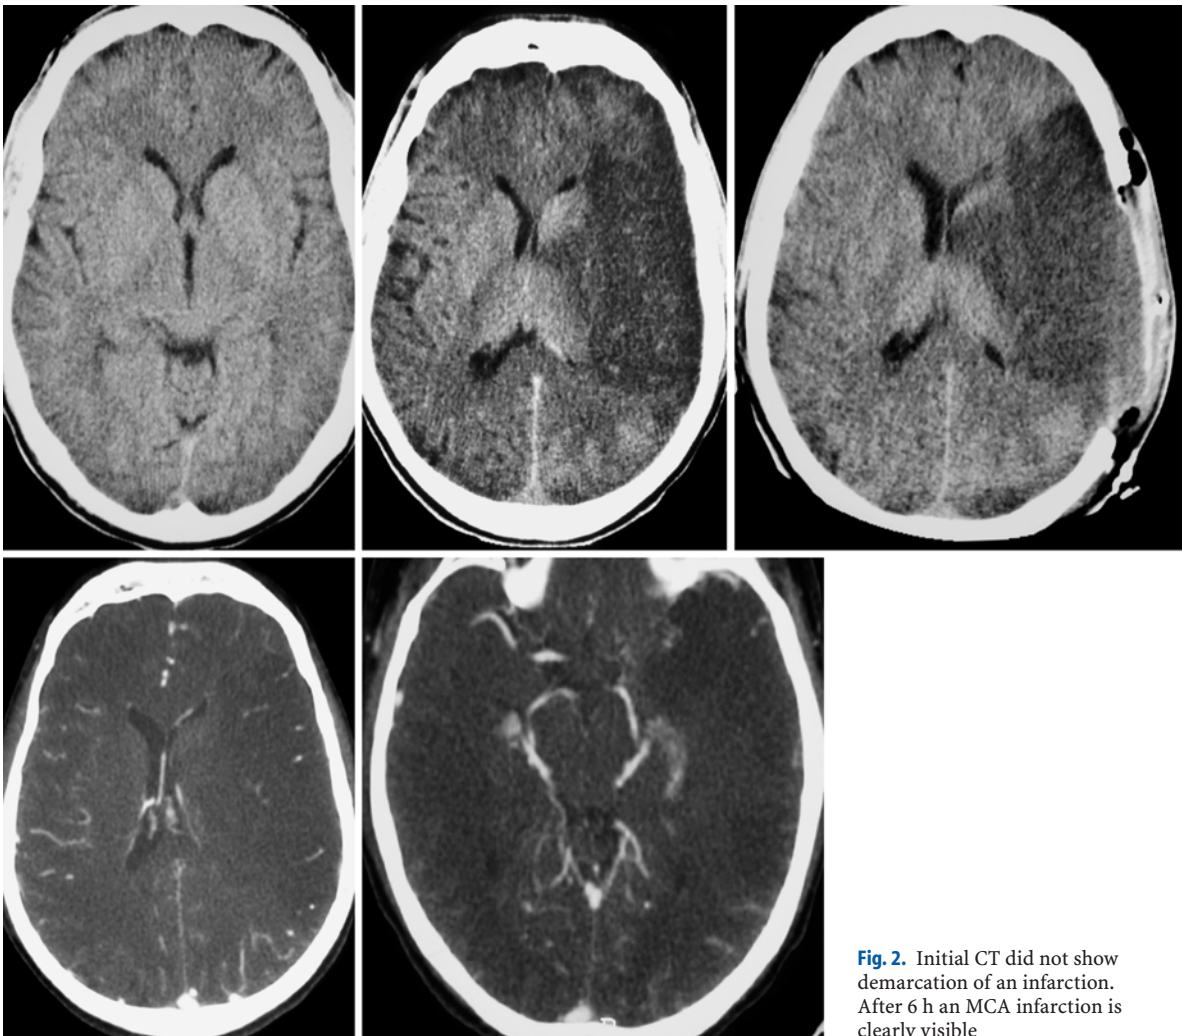 Fig. 2. Initial CT did not show
demarcation of an infarction.
After 6 h an MCA infarction is
clearly visible